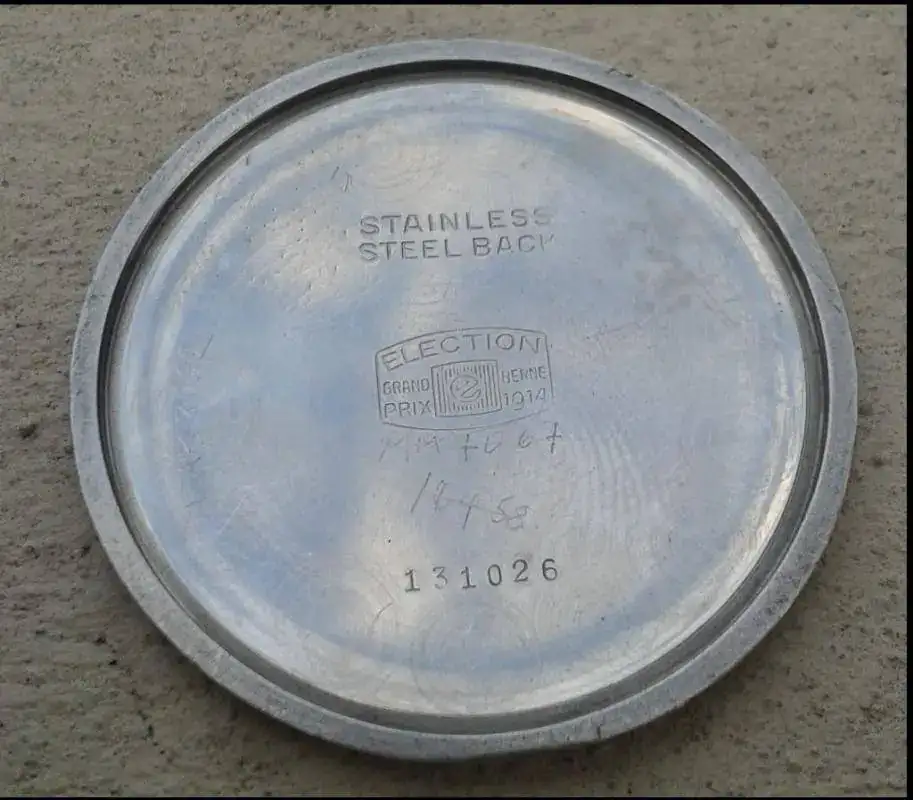 STAINLESS
STEEL BACK
ELECTION
GRAND BERNE
PRIX 1914
131026